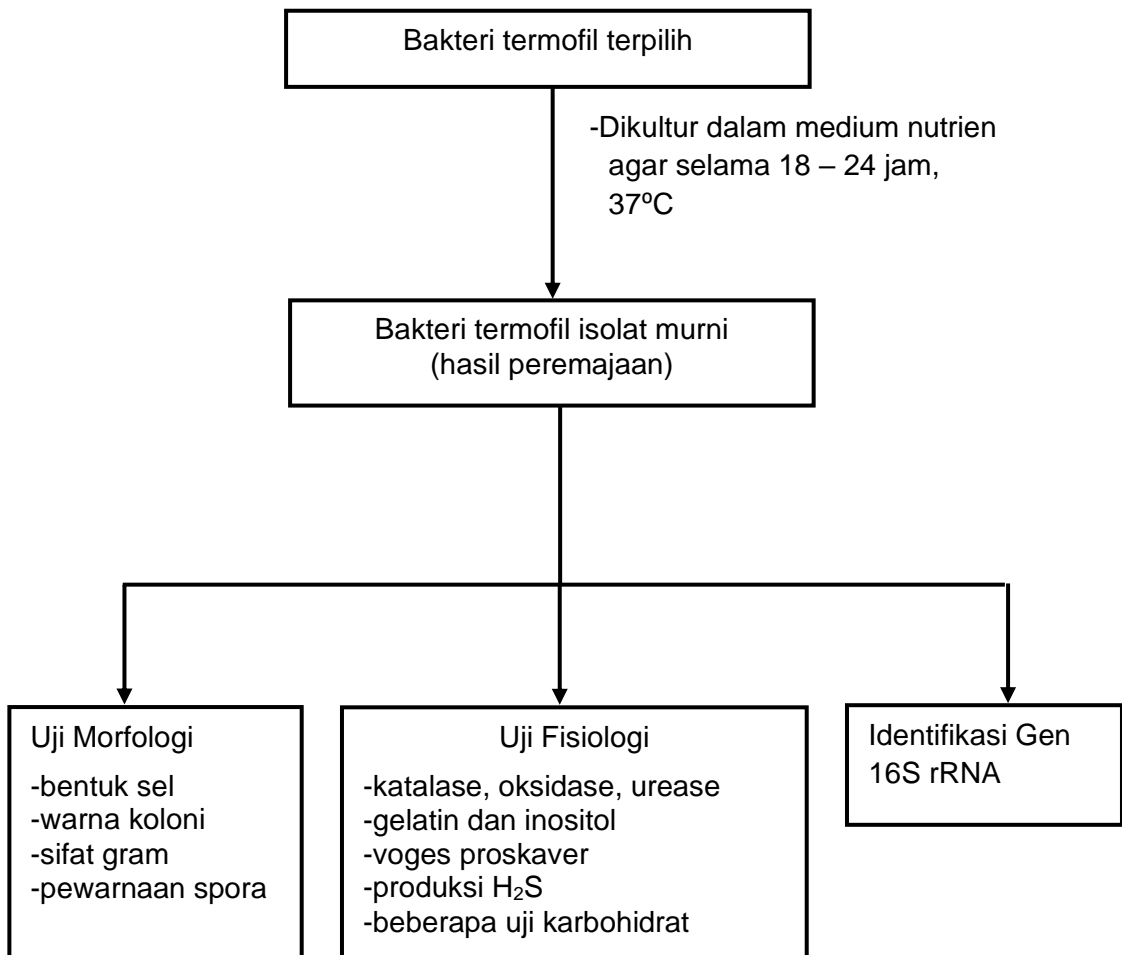 Bakteri termofil terpilih
-Dikultur dalam medium nutrien
agar selama 18 – 24 jam,
37ºC
Bakteri termofil isolat murni
(hasil peremajaan)
Uji Morfologi
-bentuk sel
-warna koloni
-sifat gram
-pewarnaan spora
Uji Fisiologi
-katalase, oksidase, urease
-gelatin dan inositol
-voges proskaver
-produksi H₂S
-beberapa uji karbohidrat
Identifikasi Gen
16S rRNA